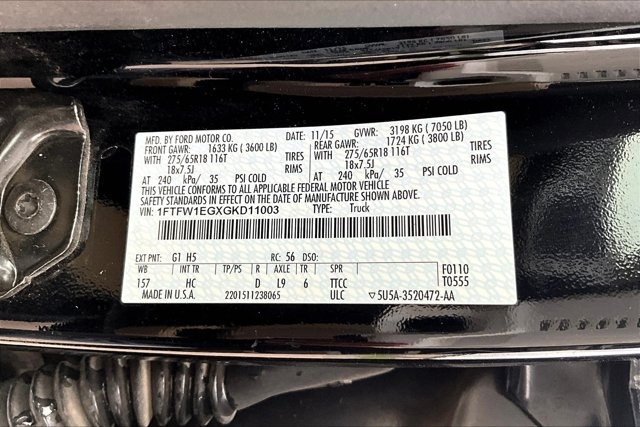 MFD. BY FORD MOTOR CO. DATE: 11/15 GVWR: 3198 KG ( 7050 LB)
FRONT GAWR: 1633 KG ( 3600 LB) REAR GAWR: 1724 KG ( 3800 LB)
WITH 275/65R18 116T TIRES WITH 275/65R18 116T TIRES
18x7.5J RIMS 18x7.5J RIMS
AT 240 kPa/ 35 PSI COLD AT 240 kPa/ 35 PSI COLD
THIS VEHICLE CONFORMS TO ALL APPLICABLE FEDERAL MOTOR VEHICLE
SAFETY STANDARDS IN EFFECT ON THE DATE OF MANUFACTURE SHOWN ABOVE.
VIN: 1FTFW1EGXGKD11003 TYPE: Truck
EXT PNT: G1 H5 RC: 56 DSO:
WB INT TR TP/PS R AXLE TR SPR F0110
157 HC D L9 6 TTCC T0555
MADE IN U.S.A. 2201511238065 ULC 5U5A-3520472-AA